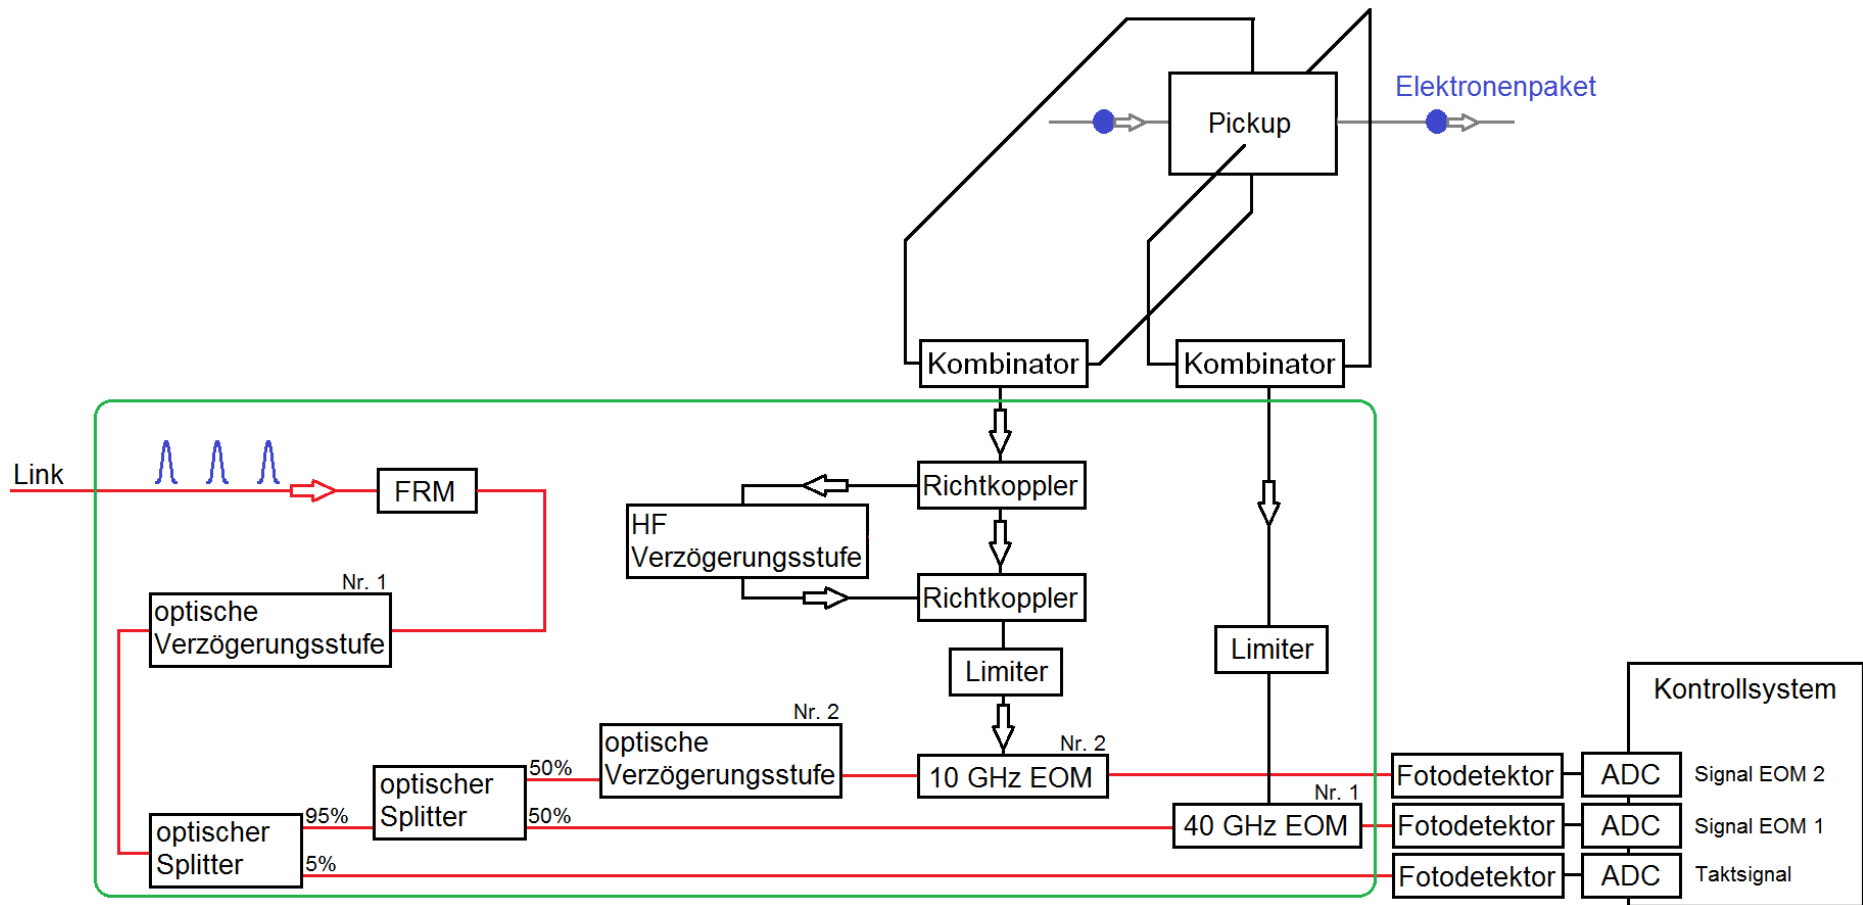 Elektronenpaket
Pickup
Kombinator
Kombinator
Link
FRM
Richtkoppler
HF
Verzögerungsstufe
Richtkoppler
Nr. 1
optische
Verzögerungsstufe
Limiter
Limiter
Kontrollsystem
Nr. 2
optische
Verzögerungsstufe
Nr. 2
10 GHz EOM
Fotodetektor
ADC
Signal EOM 2
50%
optischer
Splitter
50%
Nr. 1
40 GHz EOM
Fotodetektor
ADC
Signal EOM 1
95%
optischer
Splitter
5%
Fotodetektor
ADC
Taktsignal